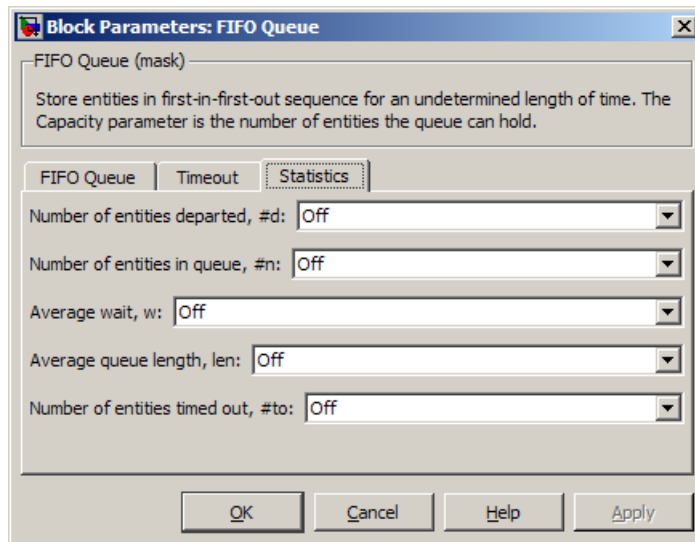 Block Parameters: FIFO Queue
FIFO Queue (mask)
Store entities in first-in-first-out sequence for an undetermined length of time. The
Capacity parameter is the number of entities the queue can hold.
FIFO Queue Timeout Statistics
Number of entities departed, #d: Off
Number of entities in queue, #n: Off
Average wait, w: Off
Average queue length, len: Off
Number of entities timed out, #to: Off
OK Cancel Help Apply